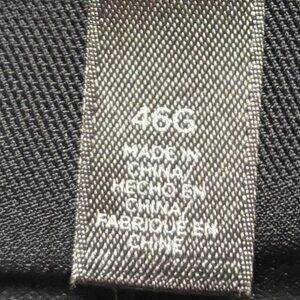 46G
MADE IN
CHINA/
HECHO EN
CHINA/
FABRIQUÉ EN
CHINE